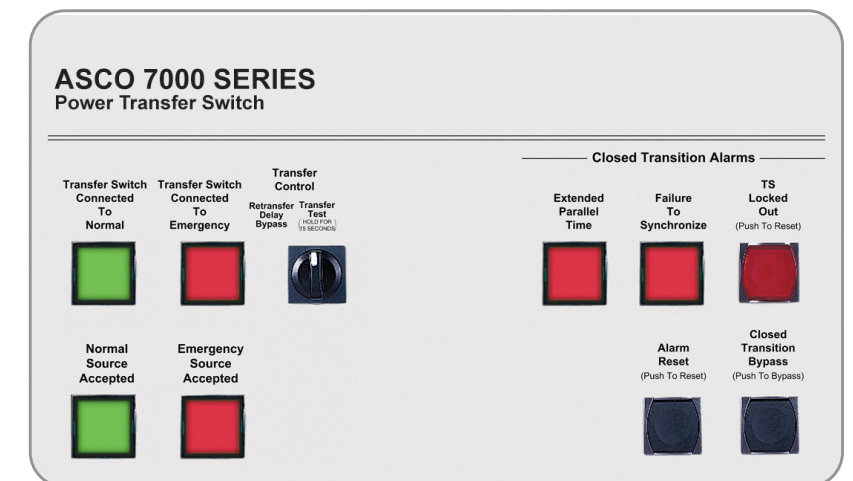 ASCO 7000 SERIES
Power Transfer Switch
Closed Transition Alarms
Transfer Switch
Connected
To
Normal
Transfer Switch
Connected
To
Emergency
Transfer
Control
Retransfer
Delay
Bypass
Transfer
Test
(HOLD FOR
15 SECONDS)
Extended
Parallel
Time
Failure
To
Synchronize
TS
Locked
Out
(Push To Reset)
Normal
Source
Accepted
Emergency
Source
Accepted
Alarm
Reset
(Push To Reset)
Closed
Transition
Bypass
(Push To Bypass)